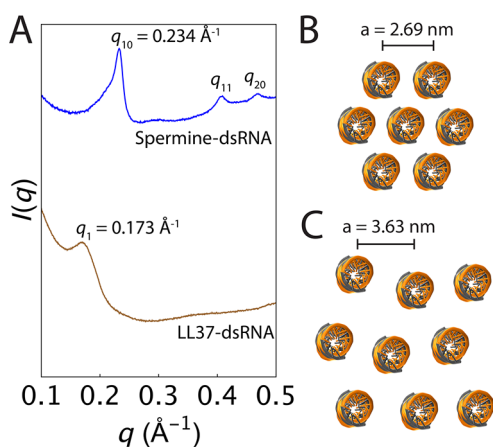 A
q10 = 0.234 Å⁻¹
q11
q20
Spermine-dsRNA
I(q)
q1 = 0.173 Å⁻¹
LL37-dsRNA
0.1 0.2 0.3 0.4 0.5
q (Å⁻¹)
B
a = 2.69 nm
C
a = 3.63 nm